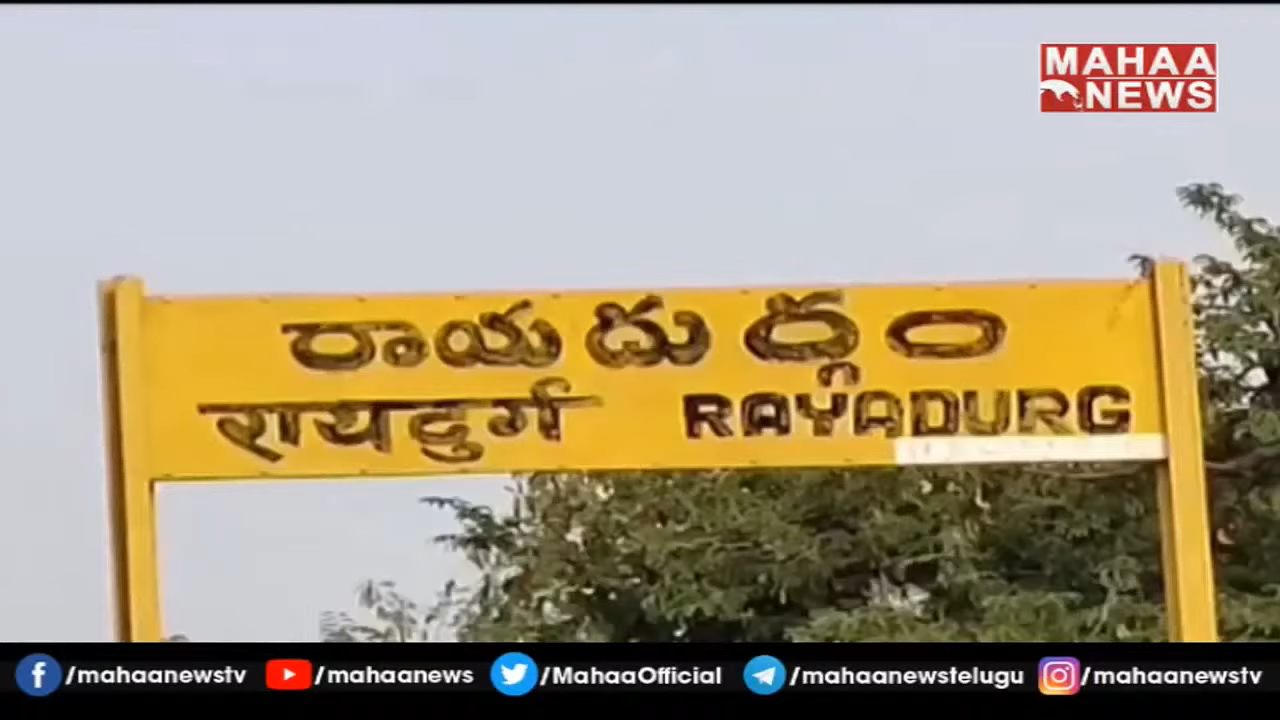 MAHAA
NEWS
రాయదుర్గం
रायदुर्ग RAYADURG
/mahaanewstv /mahaanews /MahaaOfficial /mahaanewstelugu /mahaanewstv